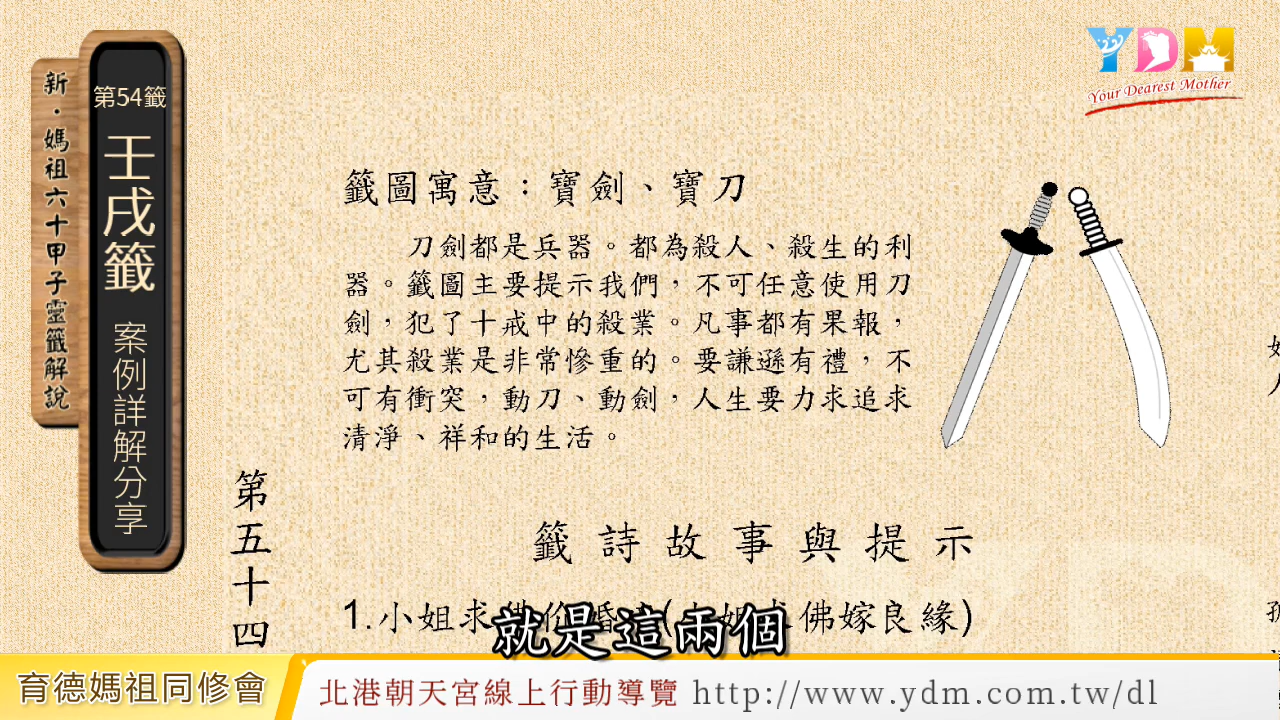 新·媽祖六十甲子靈籤解說
第54籤
壬戌籤
案例詳解分享
YDM
Your Dearest Mother
籤圖寓意：寶劍、寶刀
刀劍都是兵器。都為殺人、殺生的利
器。籤圖主要提示我們，不可任意使用刀
劍，犯了十戒中的殺業。凡事都有果報，
尤其殺業是非常慘重的。要謙遜有禮，不
可有衝突，動刀、動劍，人生要力求追求
清淨、祥和的生活。
第五十四
籤詩故事與提示
1.小姐求佛佑婚 佛嫁良緣)
就是這兩個
育德媽祖同修會
北港朝天宮線上行動導覽 http://www.ydm.com.tw/dl